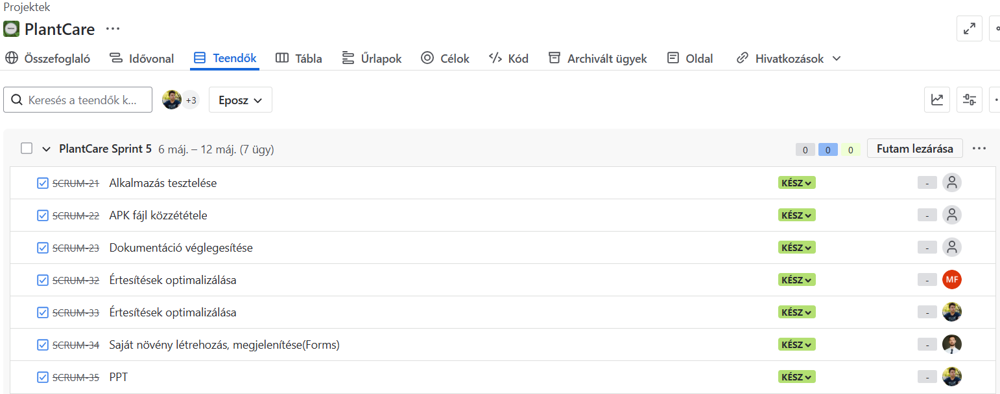 Projektek
PlantCare ···
Összefoglaló Idővonal Teendők Tábla Űrlapok Célok Kód Archivált ügyek Oldal Hivatkozások
Keresés a teendők k... +3 Eposz
PlantCare Sprint 5 6 máj. – 12 máj. (7 ügy) 0 0 0 Futam lezárása ···
SCRUM-21 Alkalmazás tesztelése KÉSZ -
SCRUM-22 APK fájl közzététele KÉSZ -
SCRUM-23 Dokumentáció véglegesítése KÉSZ -
SCRUM-32 Értesítések optimalizálása KÉSZ - MF
SCRUM-33 Értesítések optimalizálása KÉSZ -
SCRUM-34 Saját növény létrehozás, megjelenítése(Forms) KÉSZ -
SCRUM-35 PPT KÉSZ -